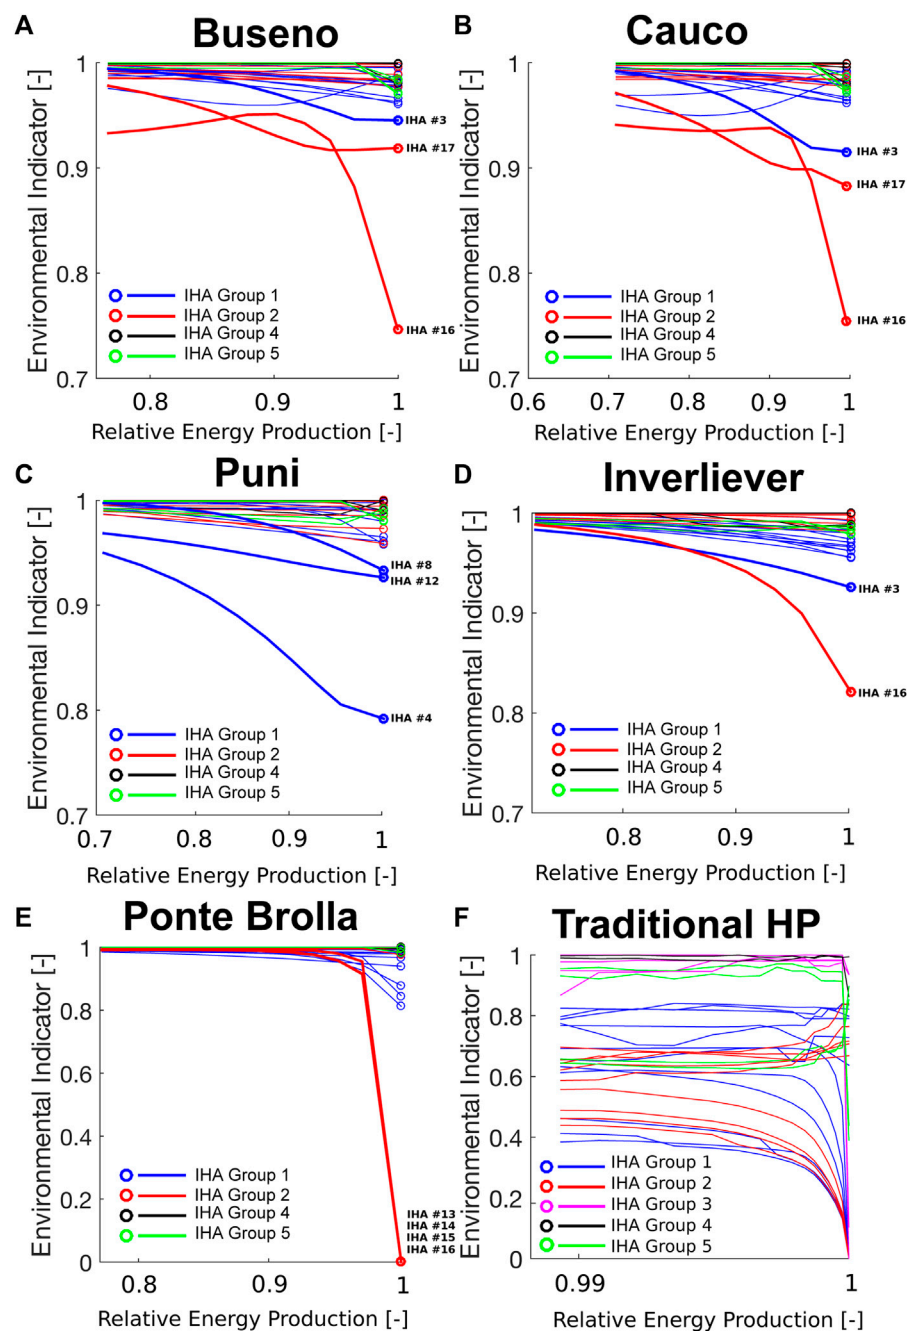 A
Buseno
Environmental Indicator [-]
1
0.9
0.8
0.7
IHA #3
IHA #17
IHA #16
IHA Group 1
IHA Group 2
IHA Group 4
IHA Group 5
0.8
0.9
1
Relative Energy Production [-]
B
Cauco
Environmental Indicator [-]
1
0.9
0.8
0.7
IHA #3
IHA #17
IHA #16
IHA Group 1
IHA Group 2
IHA Group 4
IHA Group 5
0.6
0.7
0.8
0.9
1
Relative Energy Production [-]
C
Puni
Environmental Indicator [-]
1
0.9
0.8
0.7
IHA #8
IHA #12
IHA #4
IHA Group 1
IHA Group 2
IHA Group 4
IHA Group 5
0.7
0.8
0.9
1
Relative Energy Production [-]
D
Inverliever
Environmental Indicator [-]
1
0.9
0.8
0.7
IHA #3
IHA #16
IHA Group 1
IHA Group 2
IHA Group 4
IHA Group 5
0.8
0.9
1
Relative Energy Production [-]
E
Ponte Brolla
Environmental Indicator [-]
1
0.8
0.6
0.4
0.2
0
IHA Group 1
IHA Group 2
IHA Group 4
IHA Group 5
IHA #13
IHA #14
IHA #15
IHA #16
0.8
0.9
1
Relative Energy Production [-]
F
Traditional HP
Environmental Indicator [-]
1
0.8
0.6
0.4
0.2
0
IHA Group 1
IHA Group 2
IHA Group 3
IHA Group 4
IHA Group 5
0.99
1
Relative Energy Production [-]